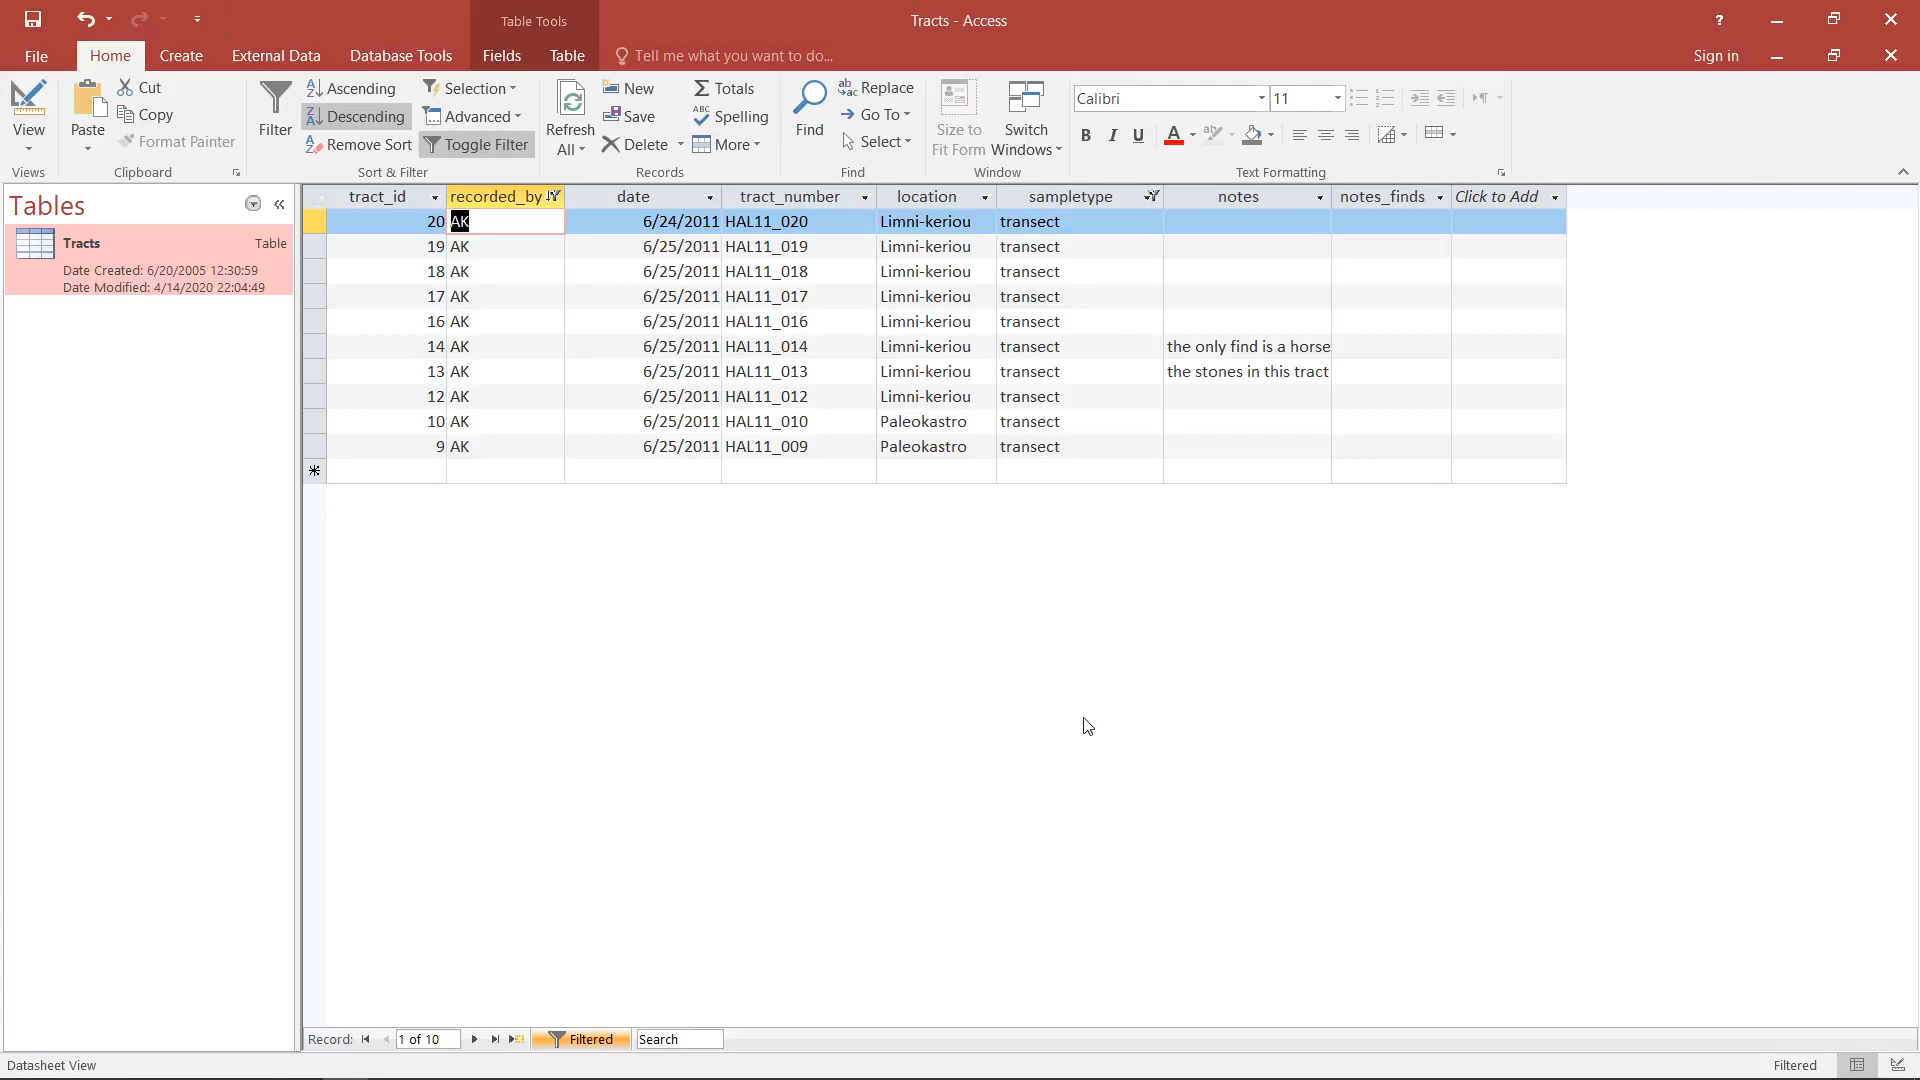 Table Tools
Tracts - Access
?
File Home Create External Data Database Tools Fields Table Tell me what you want to do... Sign in
View
Views
Paste
Cut
Copy
Format Painter
Clipboard
Filter
Ascending
Descending
Remove Sort
Selection
Advanced
Toggle Filter
Sort & Filter
Refresh
All
New
Save
Delete
Totals
Spelling
More
Records
Find
Replace
Go To
Select
Find
Size to
Fit Form
Switch
Windows
Window
Calibri 11
B I U A
Text Formatting
Tables
Tracts Table
Date Created: 6/20/2005 12:30:59
Date Modified: 4/14/2020 22:04:49
tract_id recorded_by date tract_number location sampletype notes notes_finds Click to Add
20 AK 6/24/2011 HAL11_020 Limni-keriou transect
19 AK 6/25/2011 HAL11_019 Limni-keriou transect
18 AK 6/25/2011 HAL11_018 Limni-keriou transect
17 AK 6/25/2011 HAL11_017 Limni-keriou transect
16 AK 6/25/2011 HAL11_016 Limni-keriou transect
14 AK 6/25/2011 HAL11_014 Limni-keriou transect the only find is a horse
13 AK 6/25/2011 HAL11_013 Limni-keriou transect the stones in this tract
12 AK 6/25/2011 HAL11_012 Limni-keriou transect
10 AK 6/25/2011 HAL11_010 Paleokastro transect
9 AK 6/25/2011 HAL11_009 Paleokastro transect
Record: 1 of 10 Filtered Search
Datasheet View Filtered